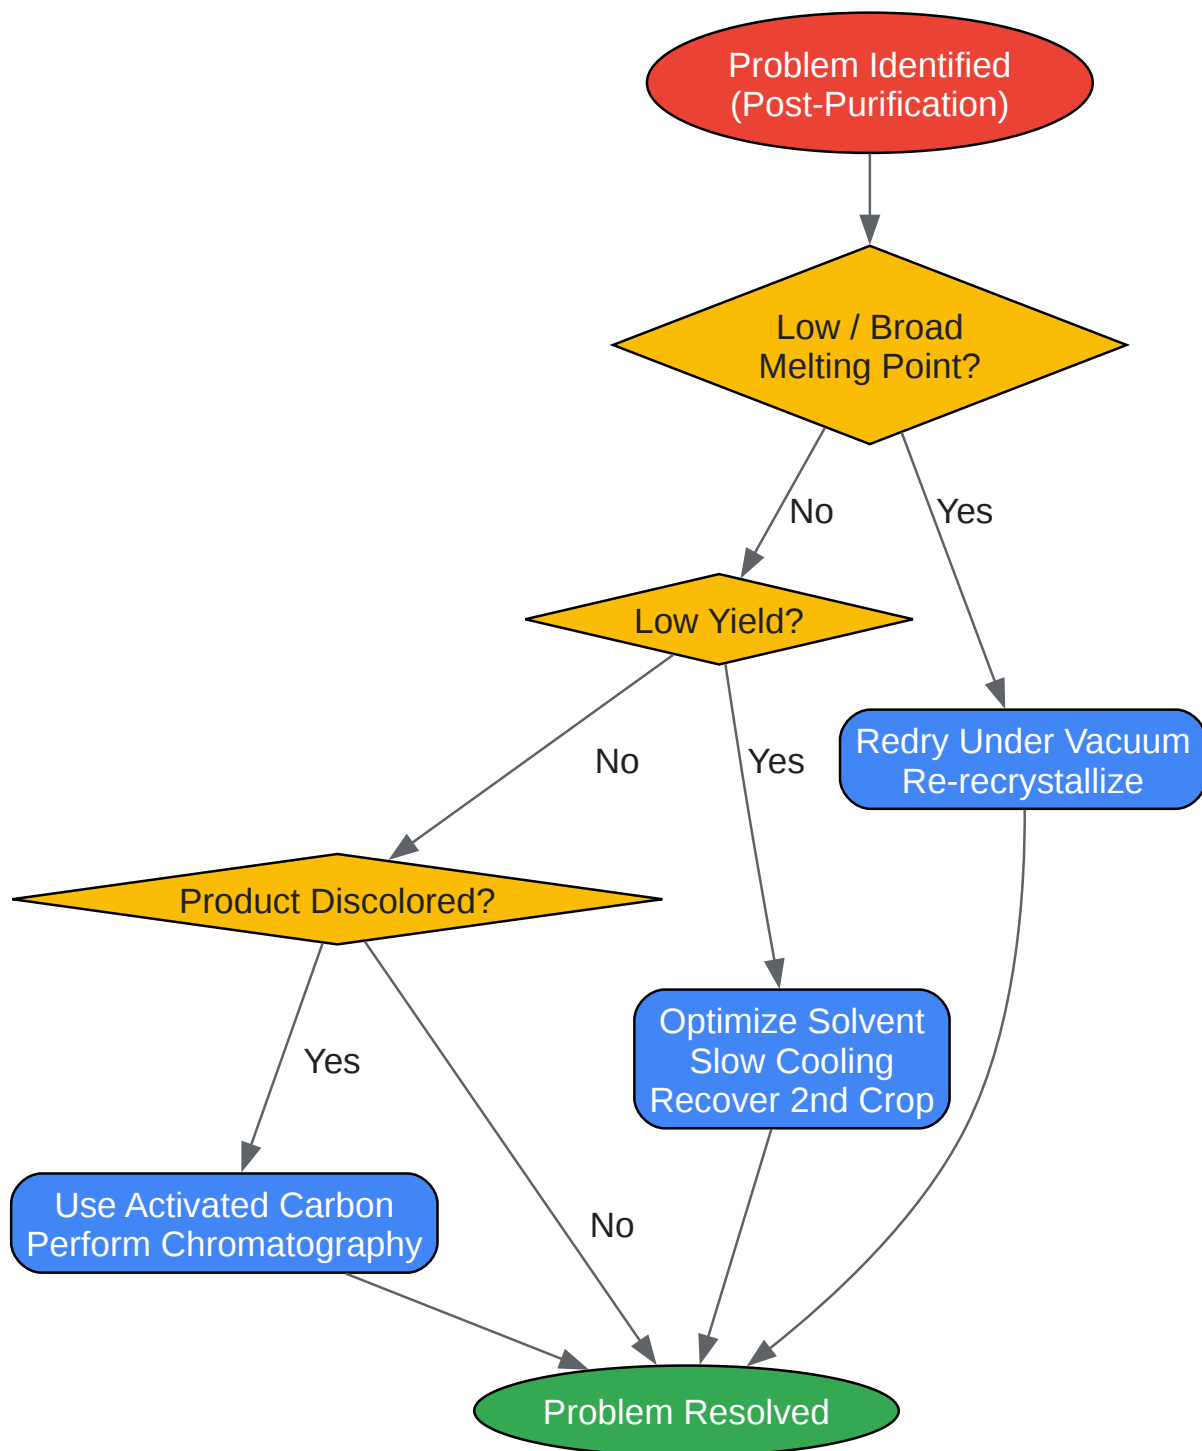 Problem Identified
(Post-Purification)
Low / Broad
Melting Point?
No
Yes
Low Yield?
Redry Under Vacuum
Re-recrystallize
No
Yes
Product Discolored?
Optimize Solvent
Slow Cooling
Recover 2nd Crop
Yes
Use Activated Carbon
Perform Chromatography
No
Problem Resolved